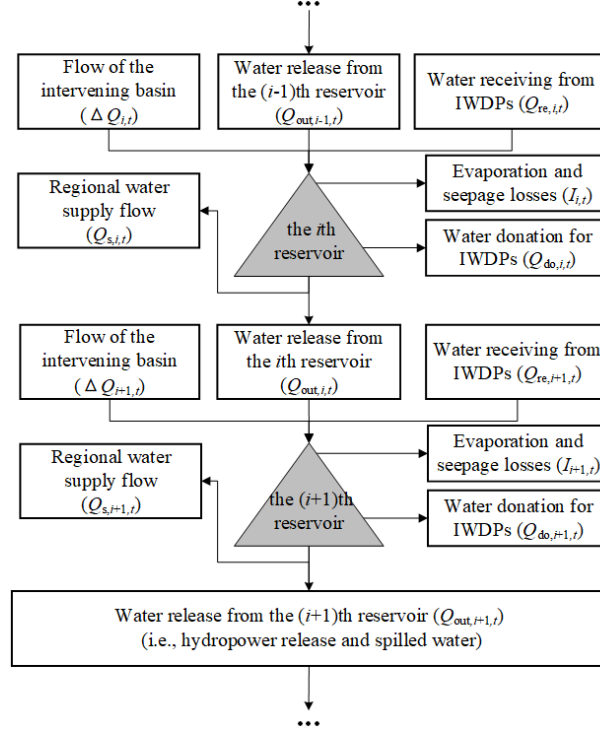 •••
Flow of the
intervening basin
(Δ Q_{i,t})
Water release from
the (i-1)th reservoir
(Q_{out,i-1,t})
Water receiving from
IWDPs (Q_{re,i,t})
Regional water
supply flow
(Q_{s,i,t})
the ith
reservoir
Evaporation and
seepage losses (I_{i,t})
Water donation for
IWDPs (Q_{do,i,t})
Flow of the
intervening basin
(Δ Q_{i+1,t})
Water release from
the ith reservoir
(Q_{out,i,t})
Water receiving from
IWDPs (Q_{re,i+1,t})
Regional water
supply flow
(Q_{s,i+1,t})
the (i+1)th
reservoir
Evaporation and
seepage losses (I_{i+1,t})
Water donation for
IWDPs (Q_{do,i+1,t})
Water release from the (i+1)th reservoir (Q_{out,i+1,t})
(i.e., hydropower release and spilled water)
•••